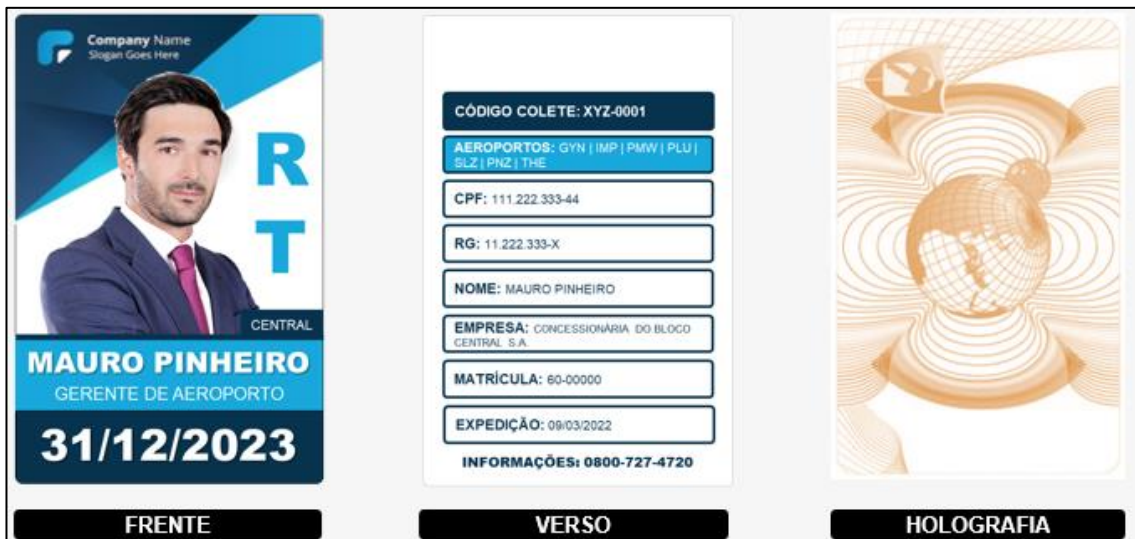 Company Name
Slogan Goes Here
R
T
CENTRAL
MAURO PINHEIRO
GERENTE DE AEROPORTO
31/12/2023
FRENTE
CÓDIGO COLETE: XYZ-0001
AEROPORTOS: GYN | IMP | PMW | PLU |
SLZ | PNZ | THE
CPF: 111.222.333-44
RG: 11.222.333-X
NOME: MAURO PINHEIRO
EMPRESA: CONCESSIONÁRIA DO BLOCO
CENTRAL S.A.
MATRÍCULA: 60-00000
EXPEDIÇÃO: 09/03/2022
INFORMAÇÕES: 0800-727-4720
VERSO
HOLOGRAFIA